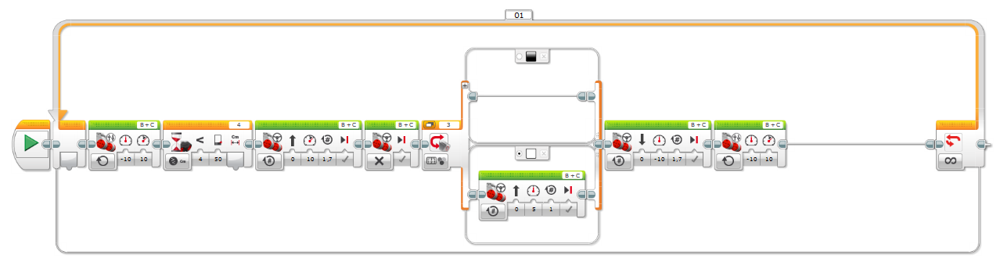 01
B + C
4
B + C
B + C
3
B + C
B + C
Cm
-10 10
Cm 4 50
# 0 10 1,7
# 0 -10 1,7
-10 10
B + C
# 0 5 1